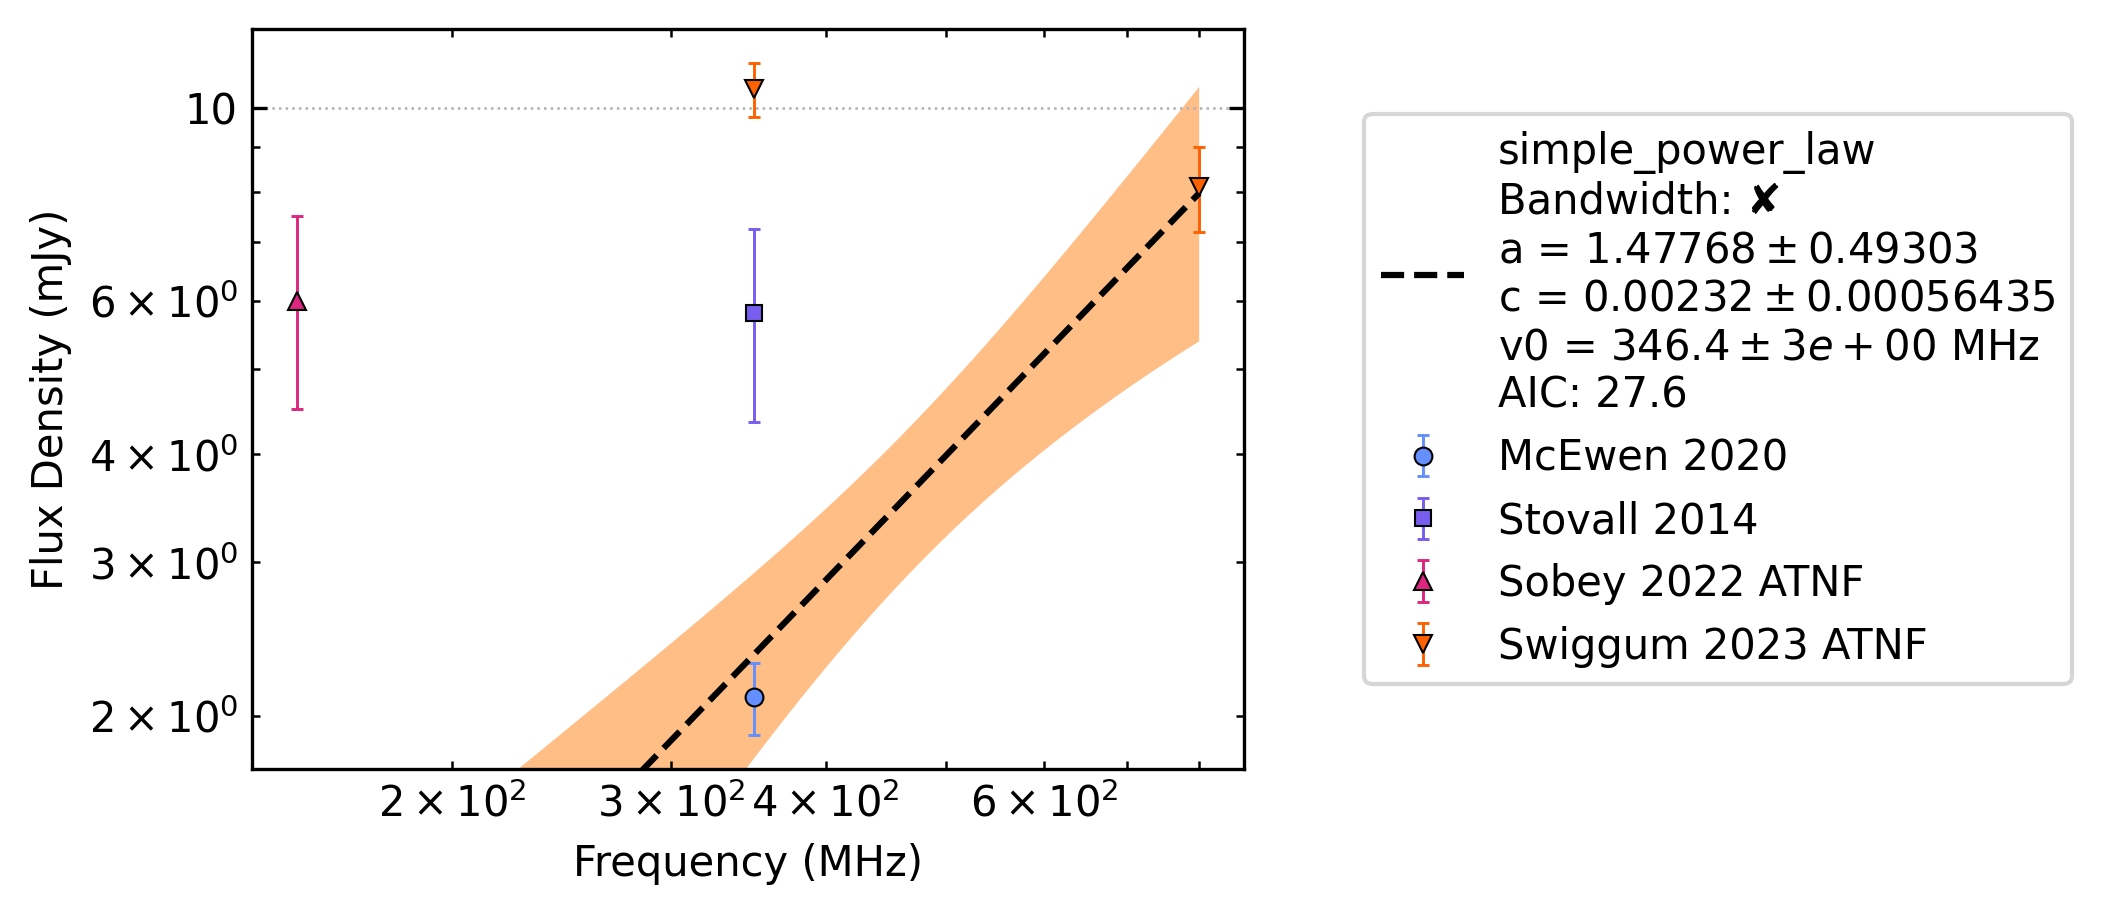 10
6 × 10⁰
4 × 10⁰
3 × 10⁰
2 × 10⁰
Flux Density (mJy)
2 × 10² 3 × 10² 4 × 10² 6 × 10²
Frequency (MHz)
simple_power_law
Bandwidth: ✘
a = 1.47768 ± 0.49303
c = 0.00232 ± 0.00056435
v0 = 346.4 ± 3e + 00 MHz
AIC: 27.6
McEwen 2020
Stovall 2014
Sobey 2022 ATNF
Swiggum 2023 ATNF